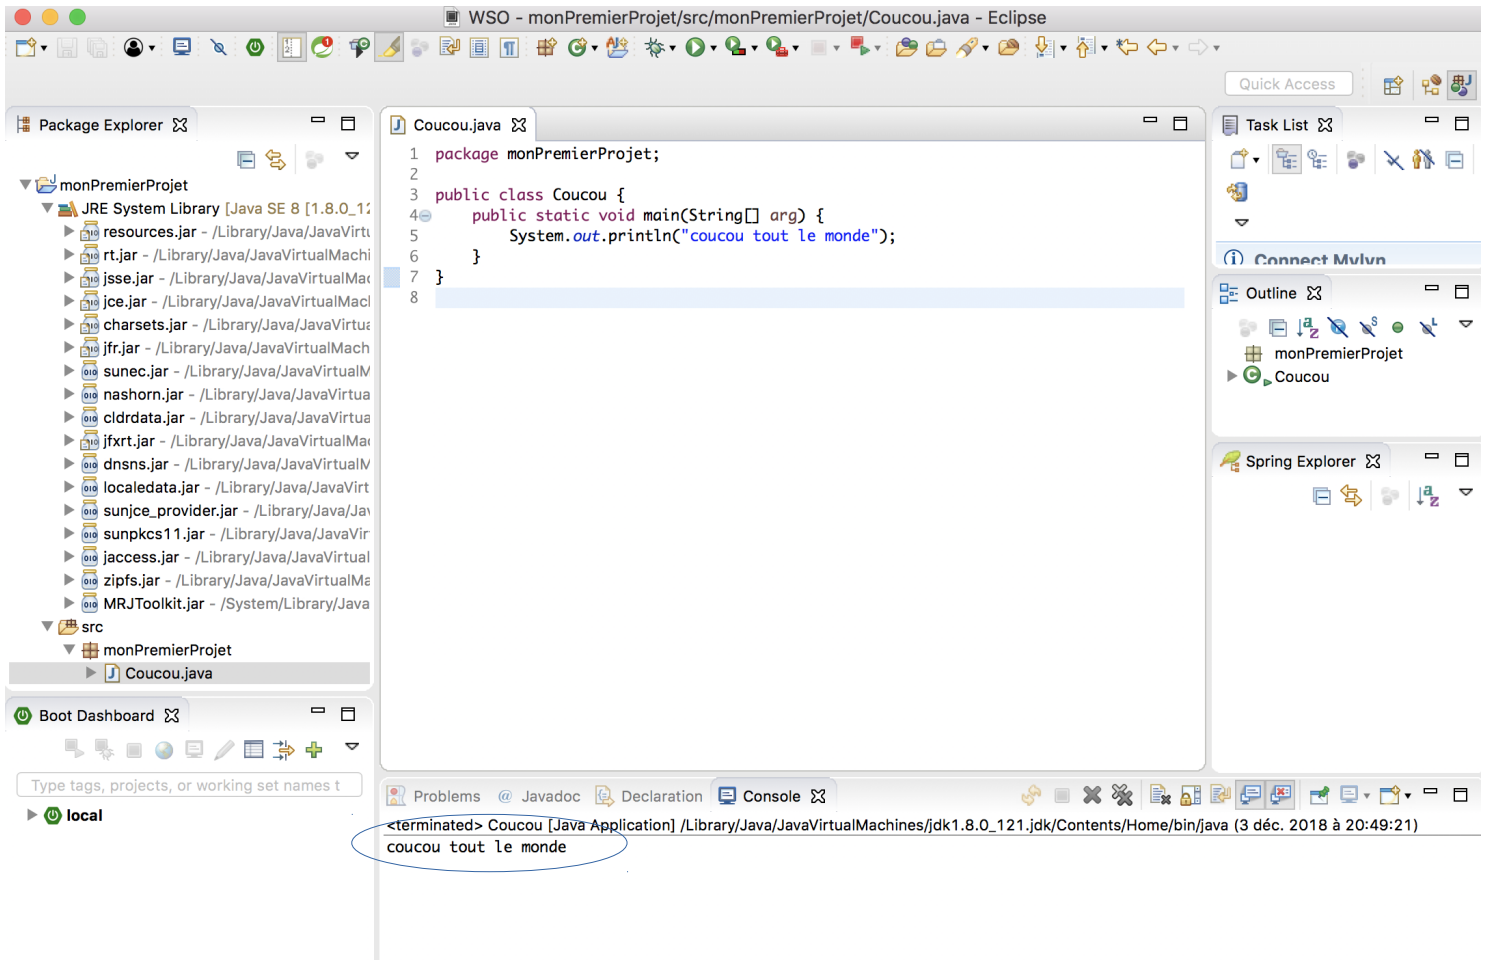 WSO - monPremierProjet/src/monPremierProjet/Coucou.java - Eclipse
Quick Access
Package Explorer
monPremierProjet
JRE System Library [Java SE 8 [1.8.0_12
resources.jar - /Library/Java/JavaVirtu
rt.jar - /Library/Java/JavaVirtualMachi
jsse.jar - /Library/Java/JavaVirtualMac
jce.jar - /Library/Java/JavaVirtualMacl
charsets.jar - /Library/Java/JavaVirtua
jfr.jar - /Library/Java/JavaVirtualMach
sunec.jar - /Library/Java/JavaVirtualM
nashorn.jar - /Library/Java/JavaVirtua
cldrdata.jar - /Library/Java/JavaVirtua
jfxrt.jar - /Library/Java/JavaVirtualMac
dnsns.jar - /Library/Java/JavaVirtualM
localedata.jar - /Library/Java/JavaVirt
sunjce_provider.jar - /Library/Java/Jav
sunpkcs11.jar - /Library/Java/JavaVir
jaccess.jar - /Library/Java/JavaVirtual
zipfs.jar - /Library/Java/JavaVirtualMa
MRJToolkit.jar - /System/Library/Java
src
monPremierProjet
Coucou.java
Boot Dashboard
Type tags, projects, or working set names t
local
Coucou.java
1 package monPremierProjet;
2
3 public class Coucou {
4 public static void main(String[] arg) {
5 System.out.println("coucou tout le monde");
6 }
7 }
8
Task List
Connect Mylyn
Outline
monPremierProjet
Coucou
Spring Explorer
Problems @ Javadoc Declaration Console
<terminated> Coucou [Java Application] /Library/Java/JavaVirtualMachines/jdk1.8.0_121.jdk/Contents/Home/bin/java (3 déc. 2018 à 20:49:21)
coucou tout le monde